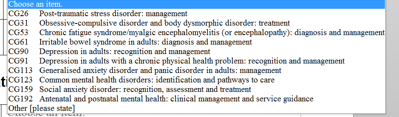 Choose an item.
CG26 Post-traumatic stress disorder: management
CG31 Obsessive-compulsive disorder and body dysmorphic disorder: treatment
CG53 Chronic fatigue syndrome/myalgic encephalomyelitis (or encephalopathy): diagnosis and management
CG61 Irritable bowel syndrome in adults: diagnosis and management
CG90 Depression in adults: recognition and management
CG91 Depression in adults with a chronic physical health problem: recognition and management
CG113 Generalised anxiety disorder and panic disorder in adults: management
CG123 Common mental health disorders: identification and pathways to care
CG159 Social anxiety disorder: recognition, assessment and treatment
CG192 Antenatal and postnatal mental health: clinical management and service guidance
Other [please state]